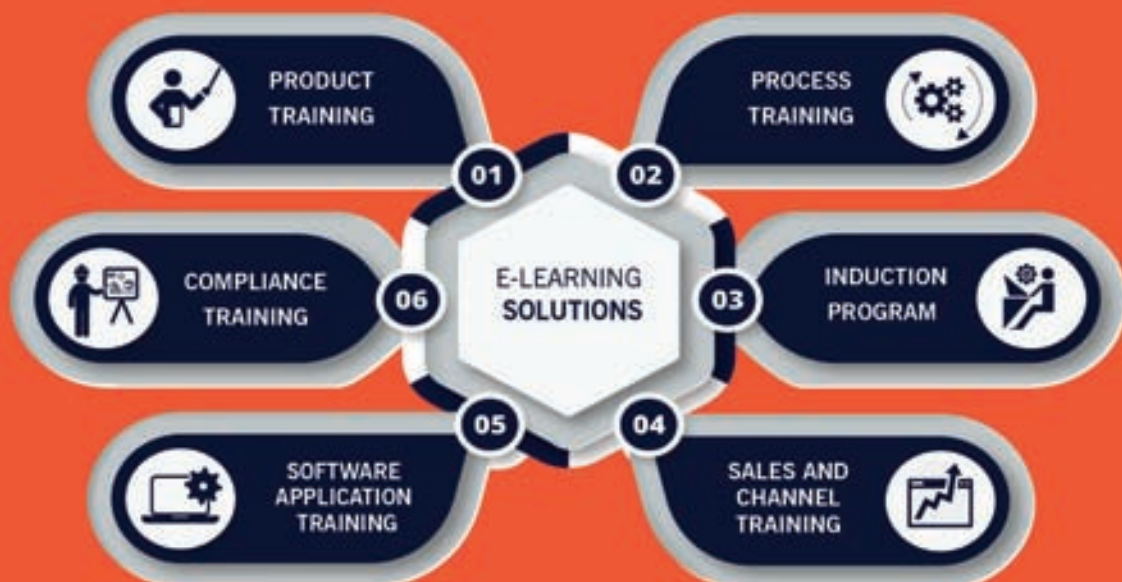 E-LEARNING
SOLUTIONS
01
PRODUCT
TRAINING
02
PROCESS
TRAINING
03
INDUCTION
PROGRAM
04
SALES AND
CHANNEL
TRAINING
05
SOFTWARE
APPLICATION
TRAINING
06
COMPLIANCE
TRAINING